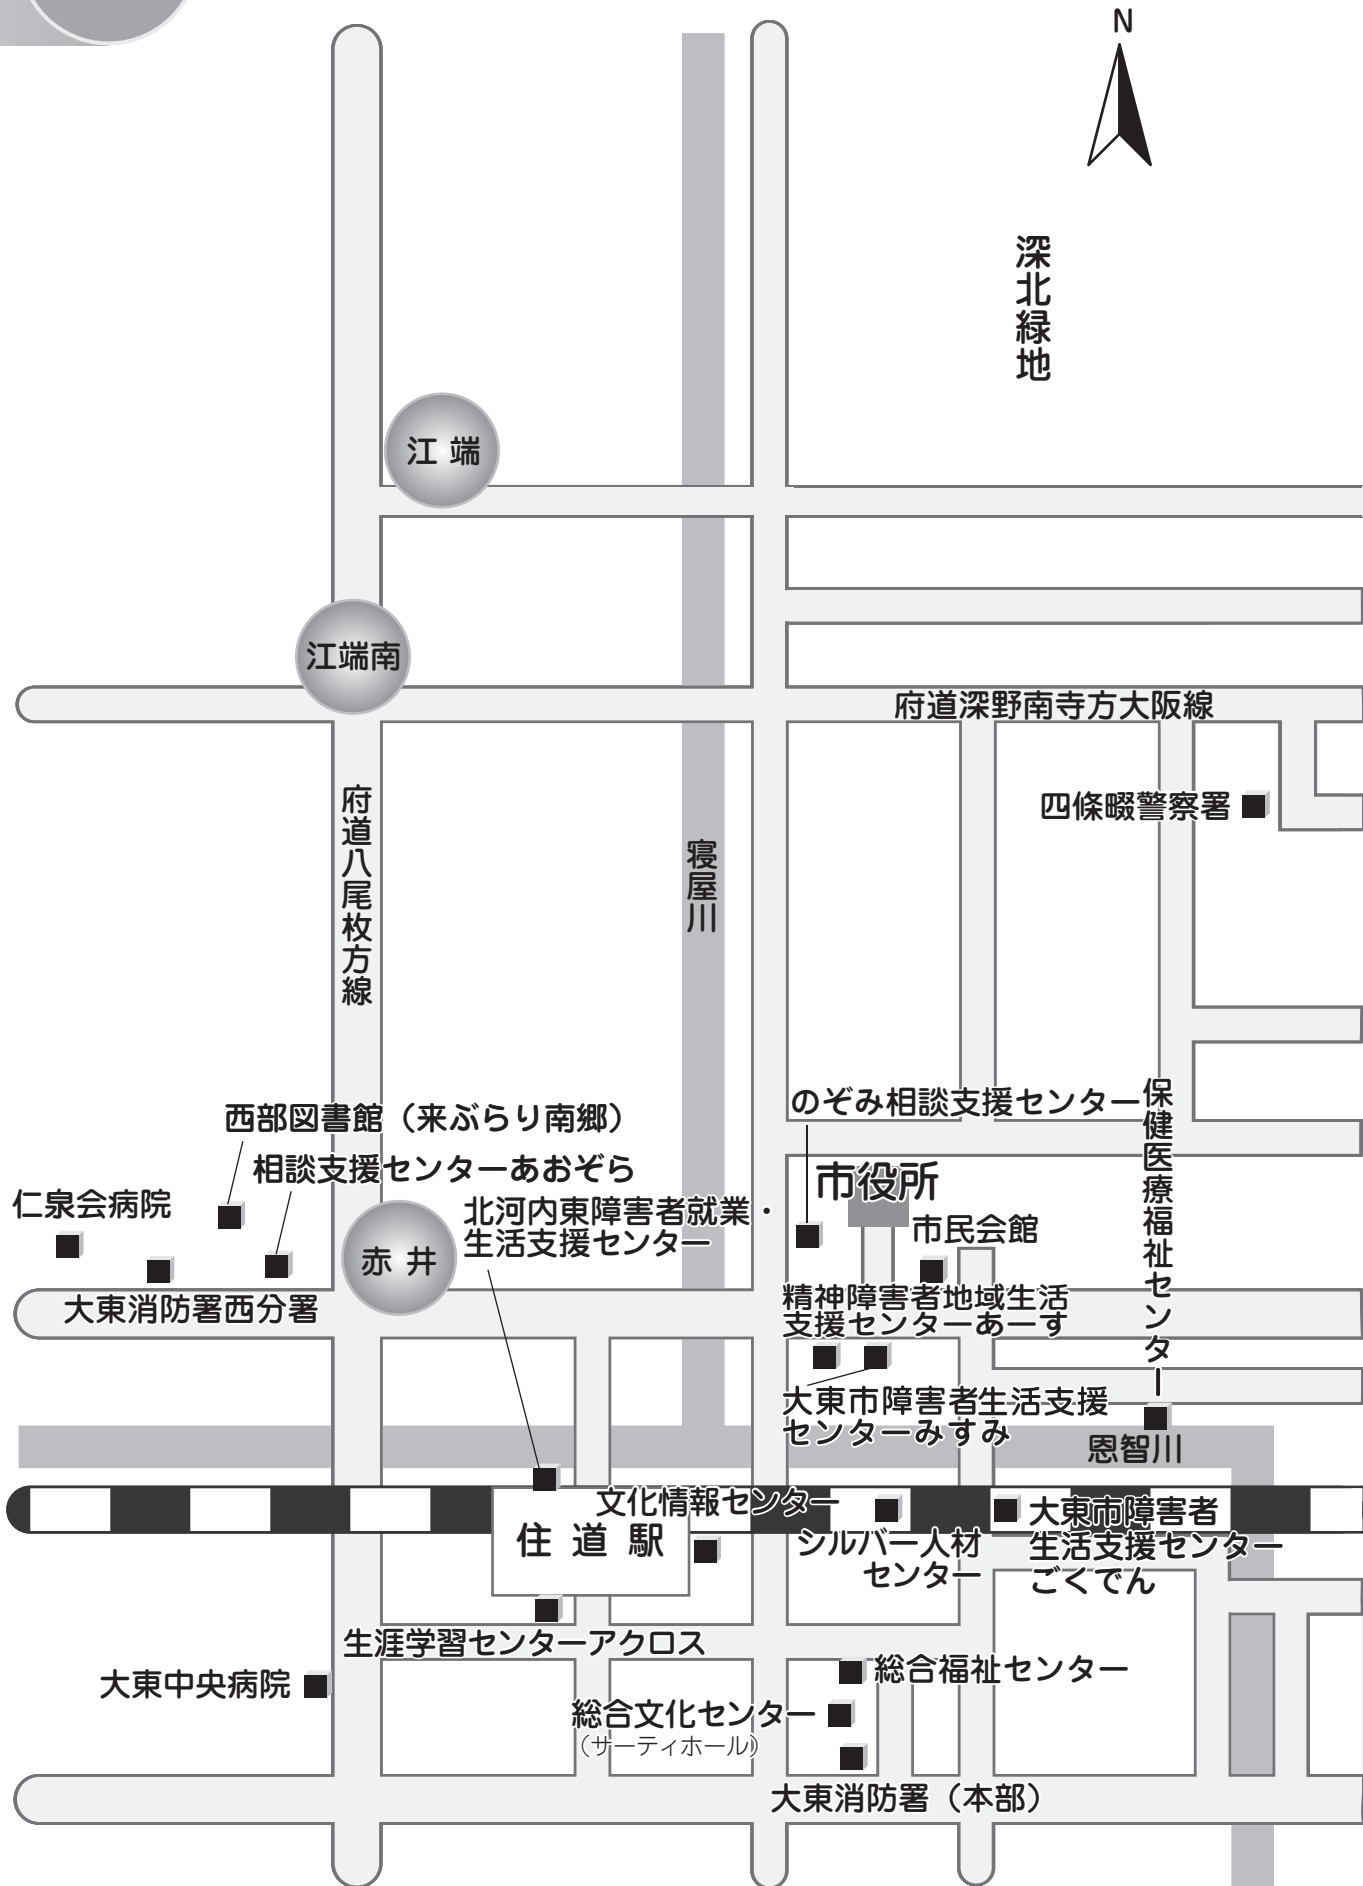 N
深北緑地
江端
江端南
府道深野南寺方大阪線
四條畷警察署
府道八尾枚方線
寝屋川
のぞみ相談支援センター
保健医療福祉センター
西部図書館（来ぶらり南郷）
相談支援センターあおぞら
仁泉会病院
市役所
北河内東障害者就業・
生活支援センター
市民会館
赤井
大東消防署西分署
精神障害者地域生活
支援センターあーす
大東市障害者生活支援
センターみすみ
恩智川
文化情報センター
住道駅
シルバー人材
センター
大東市障害者
生活支援センター
ごくでん
生涯学習センターアクロス
大東中央病院
総合福祉センター
総合文化センター
（サーティホール）
大東消防署（本部）